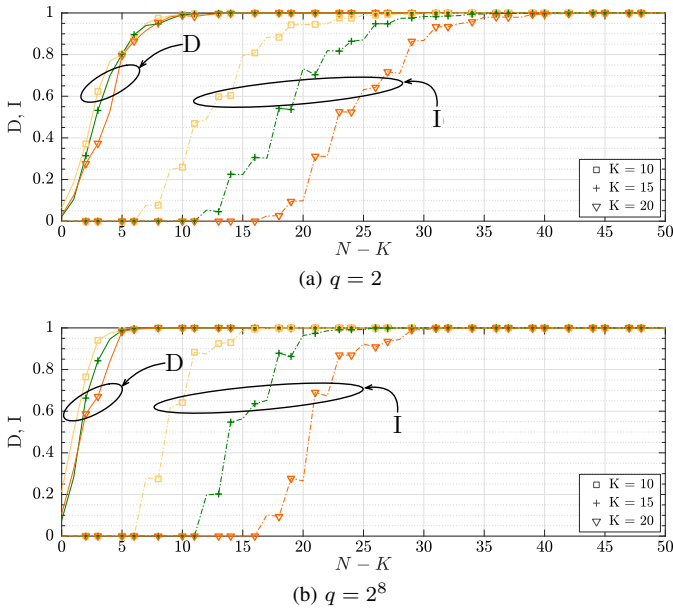 1
0.8
0.6
0.4
0.2
0
D, I
D
I
K = 10
K = 15
K = 20
0 5 10 15 20 25 30 35 40 45 50
N − K
(a) q = 2
1
0.8
0.6
0.4
0.2
0
D, I
D
I
K = 10
K = 15
K = 20
0 5 10 15 20 25 30 35 40 45 50
N − K
(b) q = 2⁸